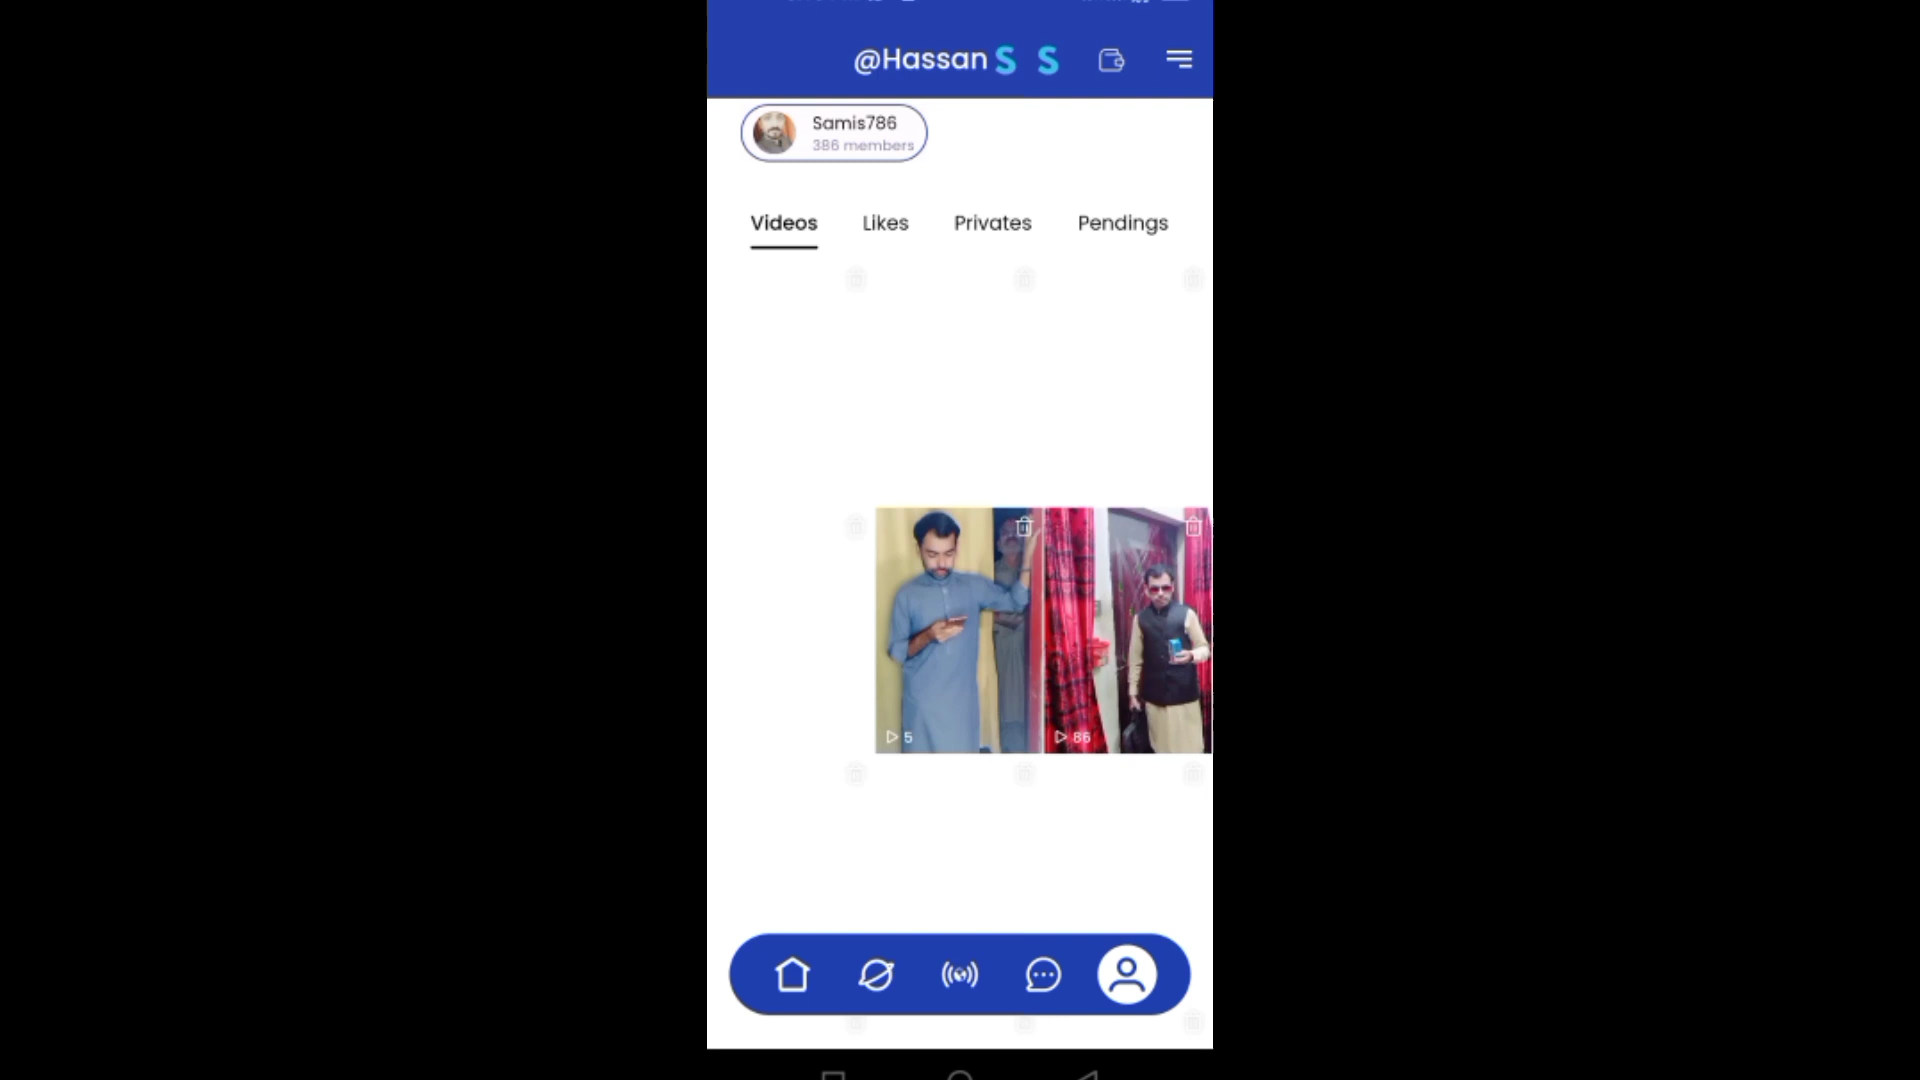 @Hassan S S
Samis786
386 members
Videos Likes Privates Pendings
5 86